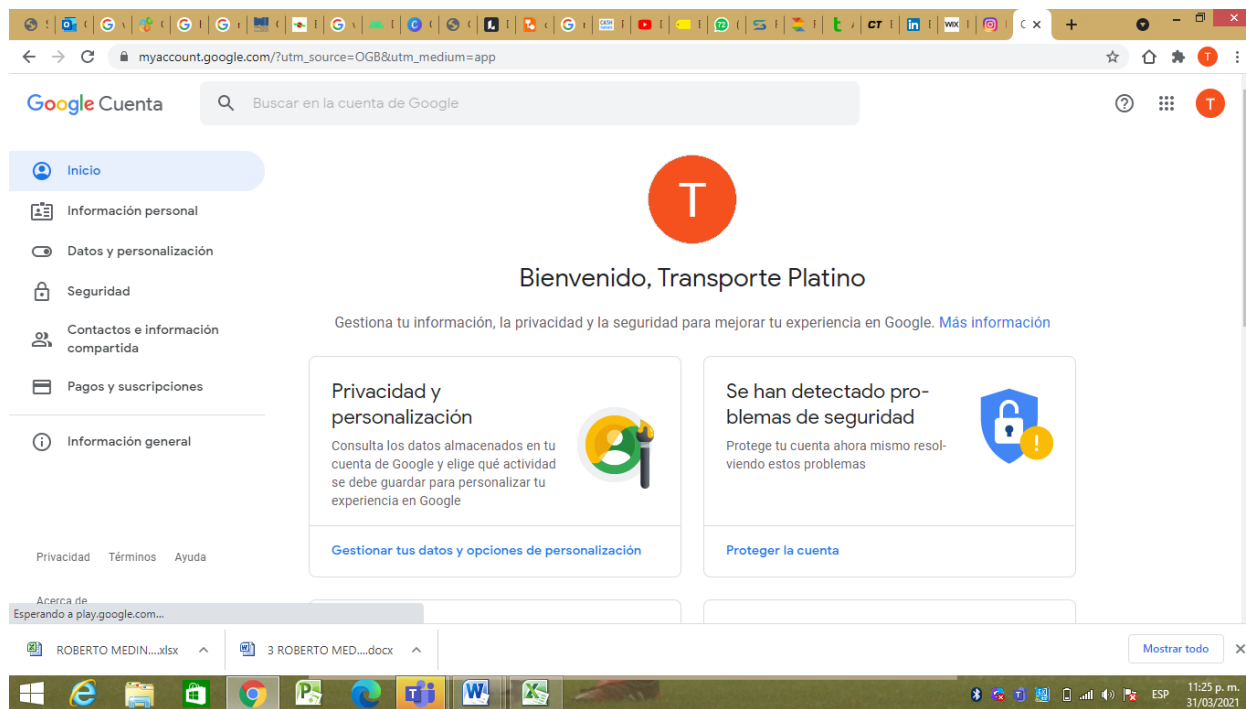 myaccount.google.com/?utm_source=OGB&utm_medium=app
Google Cuenta
Buscar en la cuenta de Google
T
Inicio
Información personal
Datos y personalización
Seguridad
Contactos e información
compartida
Pagos y suscripciones
Información general
Privacidad Términos Ayuda
Acerca de
T
Bienvenido, Transporte Platino
Gestiona tu información, la privacidad y la seguridad para mejorar tu experiencia en Google. Más información
Privacidad y
personalización
Consulta los datos almacenados en tu
cuenta de Google y elige qué actividad
se debe guardar para personalizar tu
experiencia en Google
Gestionar tus datos y opciones de personalización
Se han detectado pro-
blemas de seguridad
Protege tu cuenta ahora mismo resol-
viendo estos problemas
Proteger la cuenta
Esperando a play.google.com...
ROBERTO MEDIN....xlsx
3 ROBERTO MED....docx
Mostrar todo
ESP
11:25 p. m.
31/03/2021